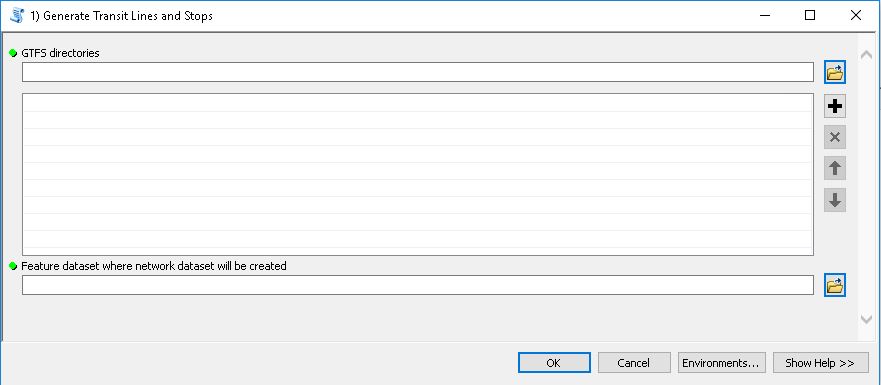 1) Generate Transit Lines and Stops
GTFS directories
Feature dataset where network dataset will be created
OK Cancel Environments... Show Help >>